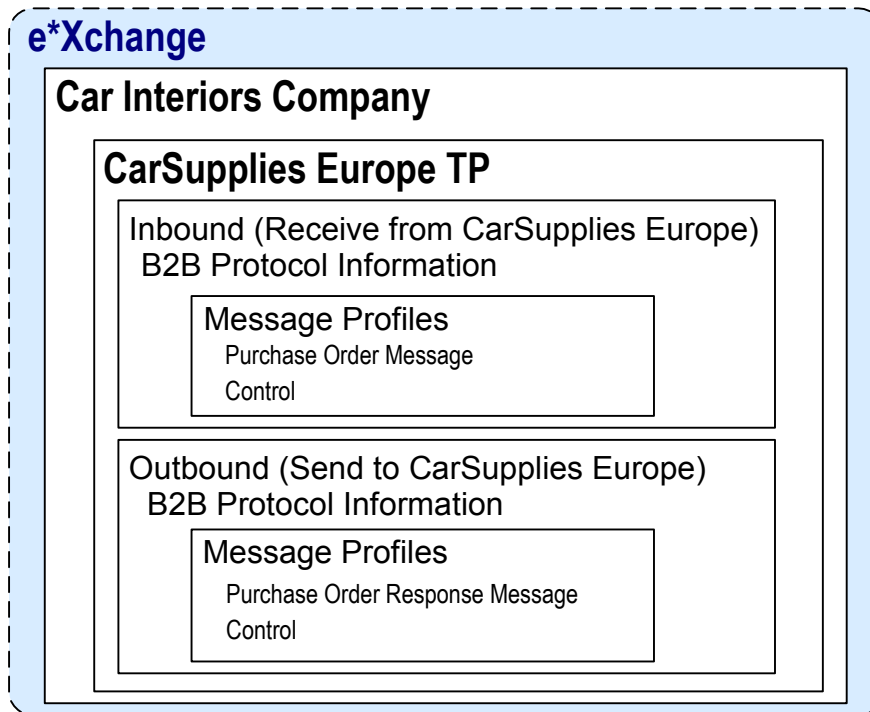 e*Xchange
Car Interiors Company
CarSupplies Europe TP
Inbound (Receive from CarSupplies Europe)
B2B Protocol Information
Message Profiles
Purchase Order Message
Control
Outbound (Send to CarSupplies Europe)
B2B Protocol Information
Message Profiles
Purchase Order Response Message
Control